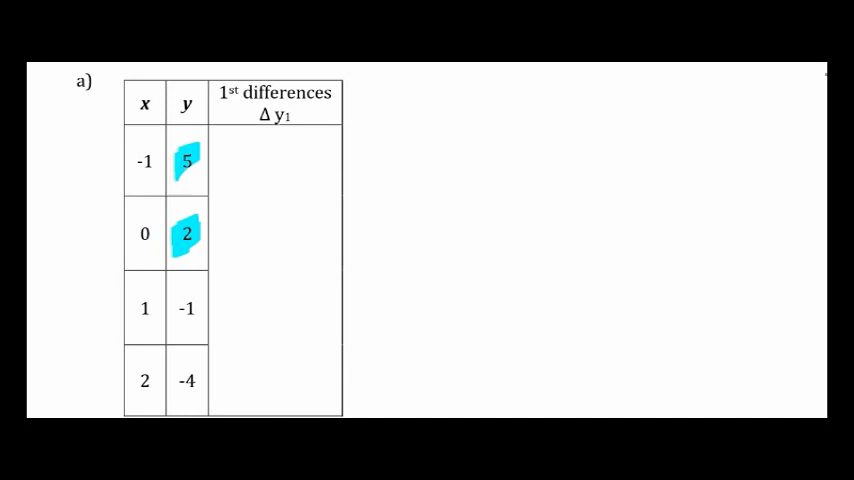 a)
x y 1st differences
Δ y₁
-1 5
0 2
1 -1
2 -4